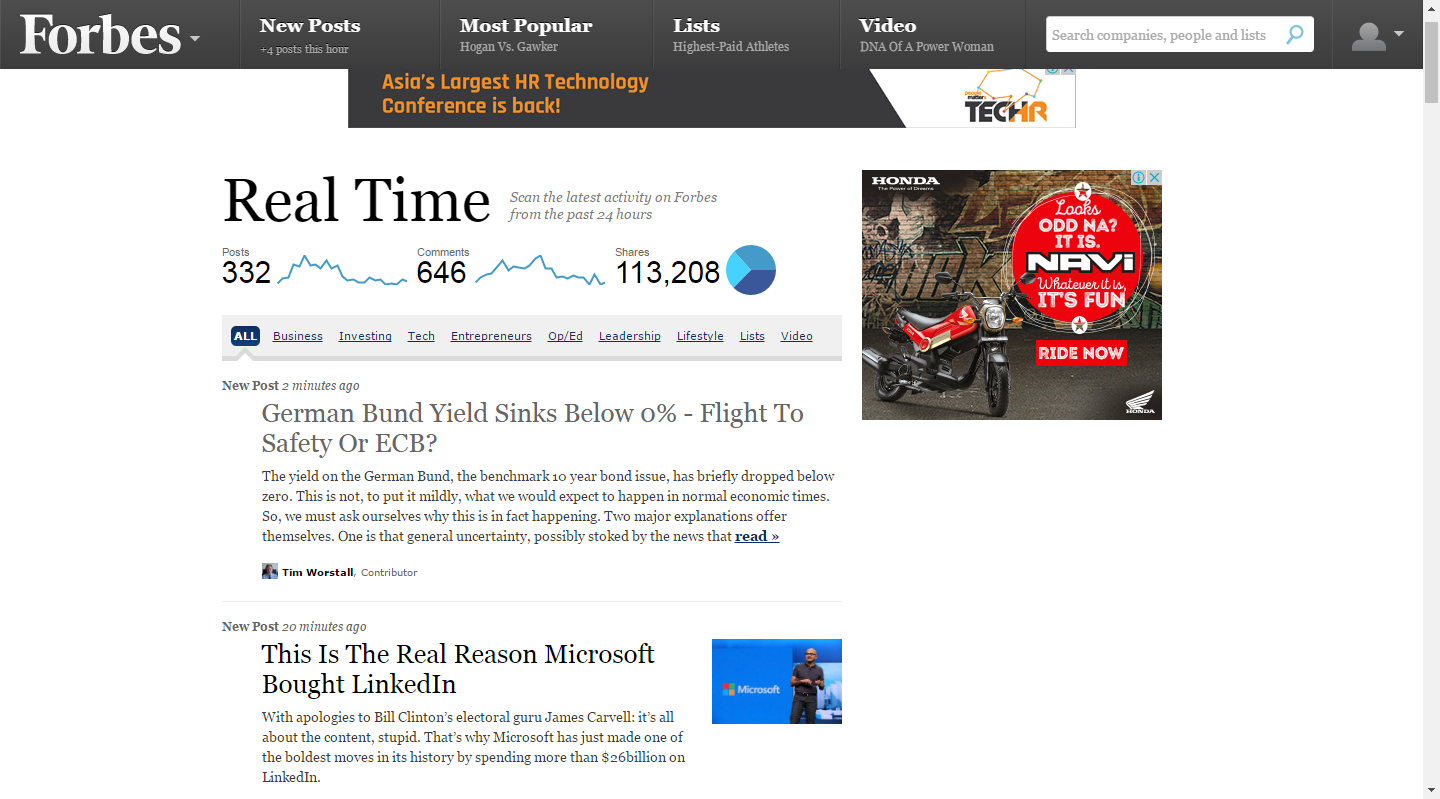 Forbes
New Posts
+4 posts this hour
Most Popular
Hogan Vs. Gawker
Lists
Highest-Paid Athletes
Video
DNA Of A Power Woman
Search companies, people and lists
Asia's Largest HR Technology
Conference is back!
people
matters
TECHR
Real Time
Scan the latest activity on Forbes
from the past 24 hours
Posts
332
Comments
646
Shares
113,208
HONDA
The Power of Dreams
Looks
ODD NA?
IT IS.
NAVi
Whatever it is,
IT'S FUN
RIDE NOW
HONDA
ALL Business Investing Tech Entrepreneurs Op/Ed Leadership Lifestyle Lists Video
New Post 2 minutes ago
German Bund Yield Sinks Below 0% - Flight To
Safety Or ECB?
The yield on the German Bund, the benchmark 10 year bond issue, has briefly dropped below
zero. This is not, to put it mildly, what we would expect to happen in normal economic times.
So, we must ask ourselves why this is in fact happening. Two major explanations offer
themselves. One is that general uncertainty, possibly stoked by the news that read »
Tim Worstall, Contributor
New Post 20 minutes ago
This Is The Real Reason Microsoft
Bought LinkedIn
Microsoft
With apologies to Bill Clinton's electoral guru James Carvell: it's all
about the content, stupid. That's why Microsoft has just made one of
the boldest moves in its history by spending more than $26billion on
LinkedIn.